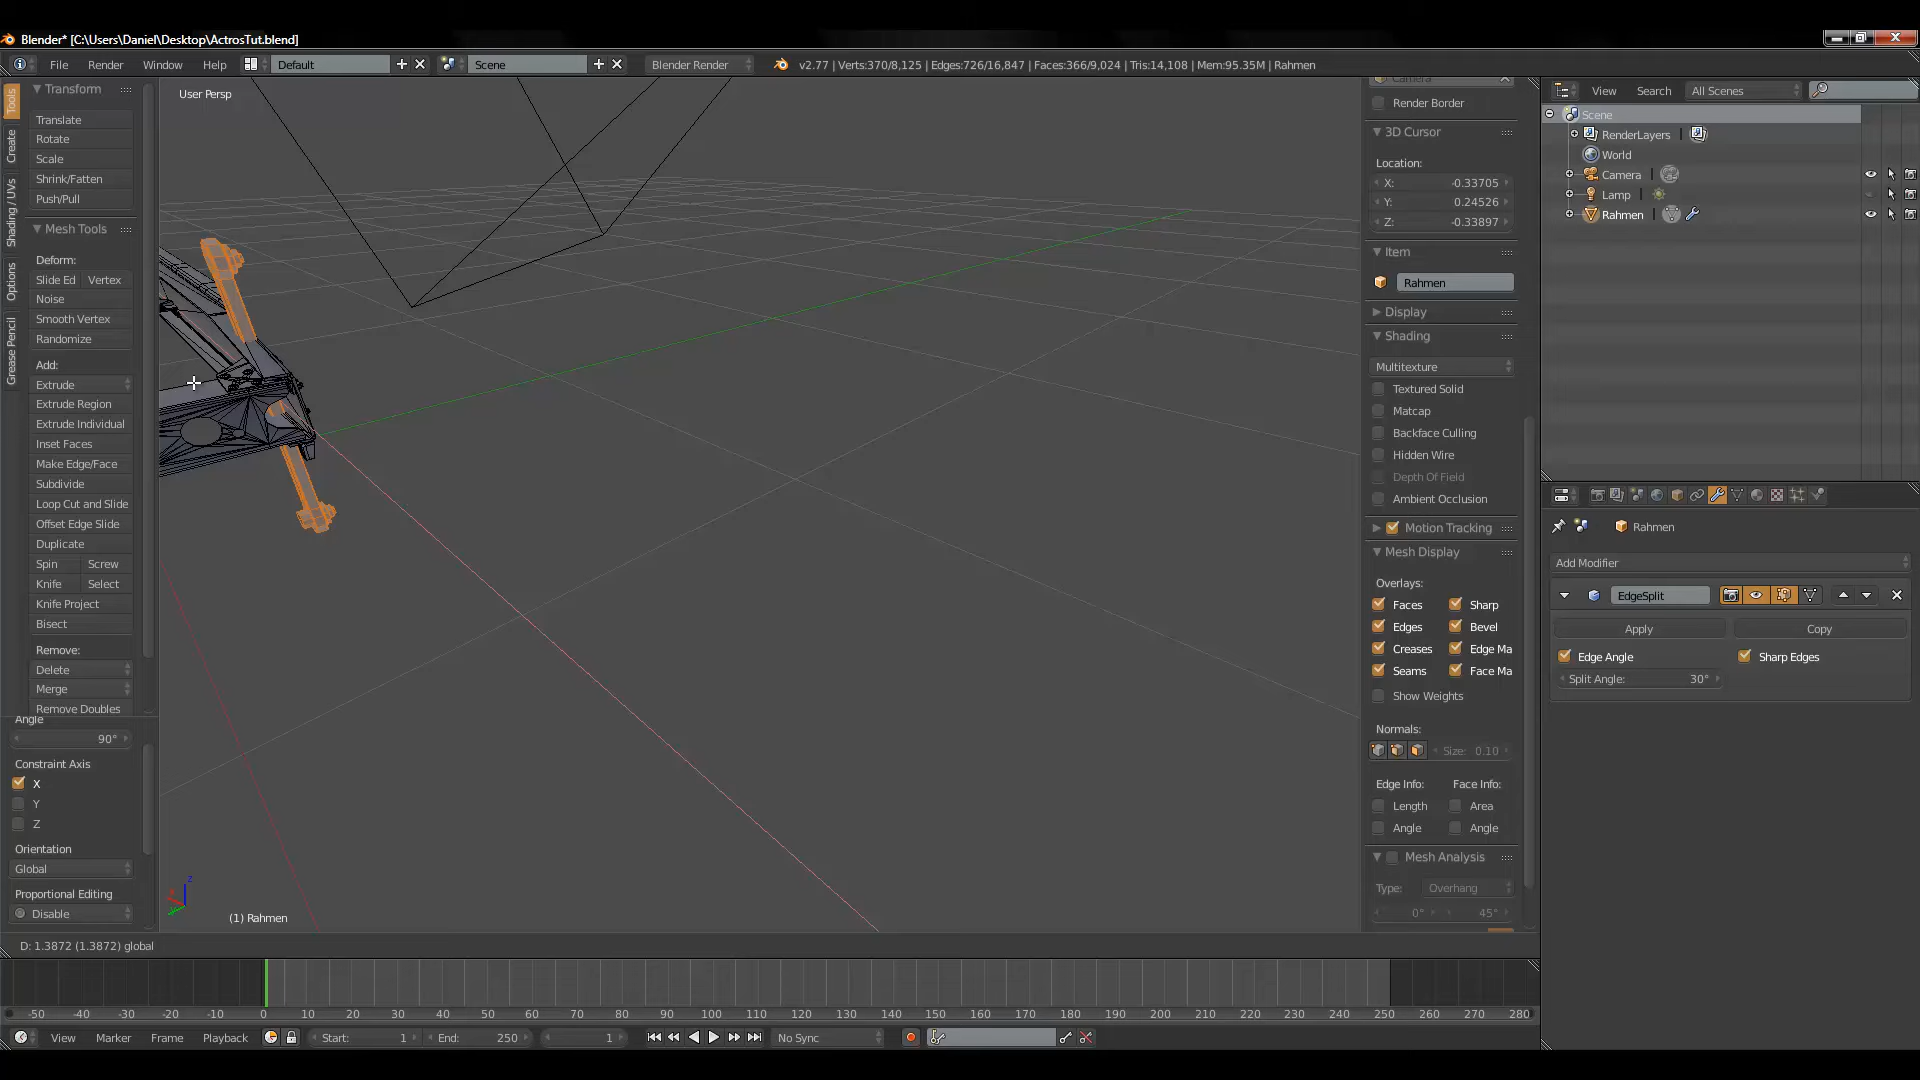 Blender* [C:\Users\Daniel\Desktop\ActrosTut.blend]
File Render Window Help Default Scene Blender Render v2.77 | Verts:370/8,125 | Edges:726/16,847 | Faces:366/9,024 | Tris:14,108 | Mem:95.35M | Rahmen
Tools
Create
Shading / UVs
Options
Grease Pencil
Transform
Translate
Rotate
Scale
Shrink/Fatten
Push/Pull
Mesh Tools
Deform:
Slide Ed Vertex
Noise
Smooth Vertex
Randomize
Add:
Extrude
Extrude Region
Extrude Individual
Inset Faces
Make Edge/Face
Subdivide
Loop Cut and Slide
Offset Edge Slide
Duplicate
Spin Screw
Knife Select
Knife Project
Bisect
Remove:
Delete
Merge
Remove Doubles
Angle
90°
Constraint Axis
X
Y
Z
Orientation
Global
Proportional Editing
Disable
User Persp
z
(1) Rahmen
D: 1.3872 (1.3872) global
Camera
Render Border
3D Cursor
Location:
X: -0.33705
Y: 0.24526
Z: -0.33897
Item
Rahmen
Display
Shading
Multitexture
Textured Solid
Matcap
Backface Culling
Hidden Wire
Depth Of Field
Ambient Occlusion
Motion Tracking
Mesh Display
Overlays:
Faces Sharp
Edges Bevel
Creases Edge Ma
Seams Face Ma
Show Weights
Normals:
Size: 0.10
Edge Info: Face Info:
Length Area
Angle Angle
Mesh Analysis
Type: Overhang
0° 45°
View Search All Scenes
Scene
RenderLayers
World
Camera
Lamp
Rahmen
Rahmen
Add Modifier
EdgeSplit
Apply Copy
Edge Angle Sharp Edges
Split Angle: 30°
-50 -40 -30 -20 -10 0 10 20 30 40 50 60 70 80 90 100 110 120 130 140 150 160 170 180 190 200 210 220 230 240 250 260 270 280
View Marker Frame Playback Start: 1 End: 250 1 No Sync